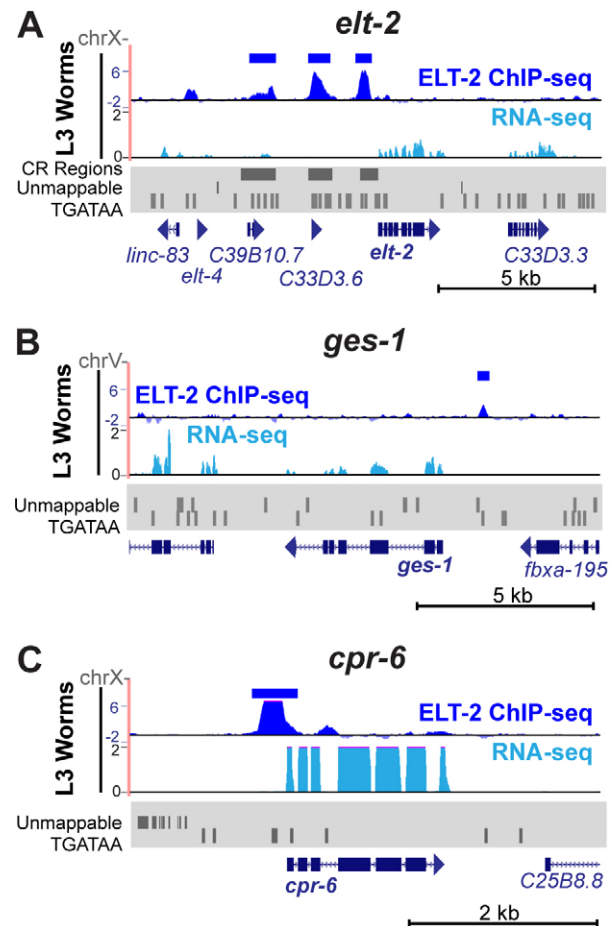 A
elt-2
chrX-
L3 Worms
6
-2
ELT-2 ChIP-seq
2
0
RNA-seq
CR Regions
Unmappable
TGATAA
linc-83
elt-4
C39B10.7
C33D3.6
elt-2
C33D3.3
5 kb
B
ges-1
chrV-
L3 Worms
6
-2
ELT-2 ChIP-seq
2
0
RNA-seq
Unmappable
TGATAA
ges-1
fbxa-195
5 kb
C
cpr-6
chrX-
L3 Worms
6
-2
ELT-2 ChIP-seq
2
0
RNA-seq
Unmappable
TGATAA
cpr-6
C25B8.8
2 kb